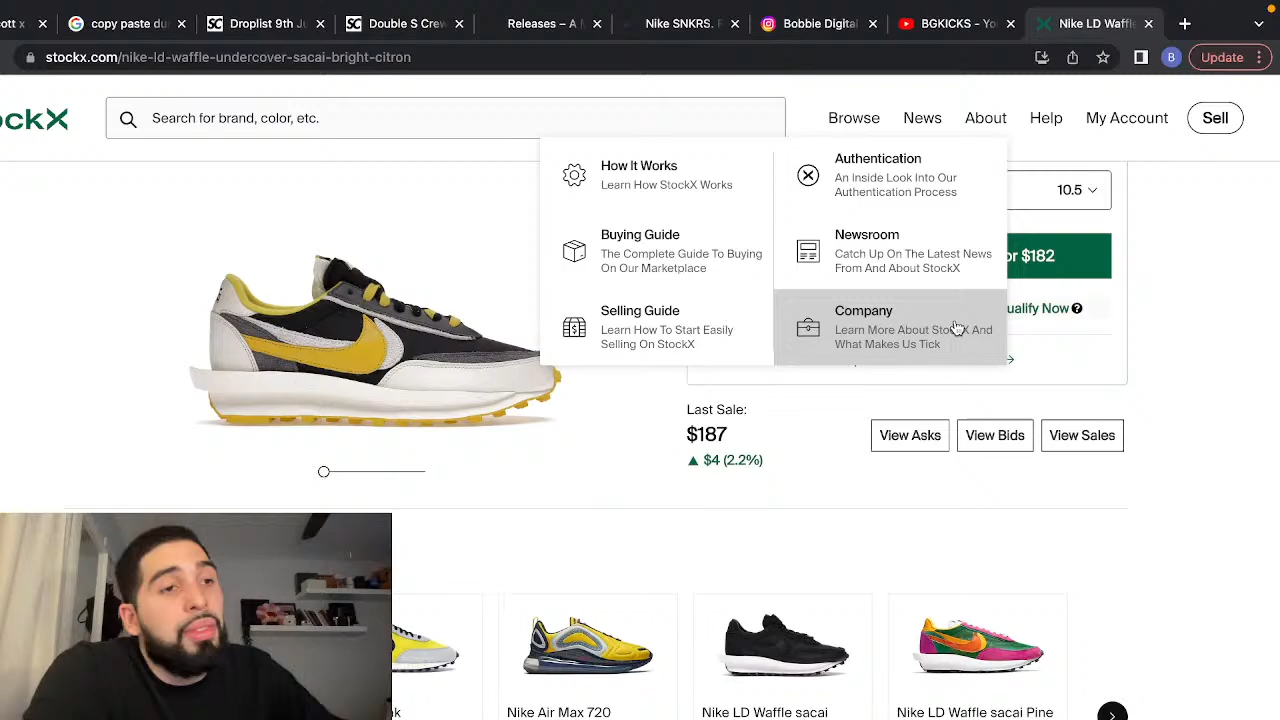 ott x
copy paste du
Droplist 9th Ju
Double S Crew
Releases – A M
Nike SNKRS. R
Bobbie Digital
BGKICKS - Yo
Nike LD Waffle
stockx.com/nike-ld-waffle-undercover-sacai-bright-citron
B
Update
ockX
Search for brand, color, etc.
Browse News About Help My Account Sell
How It Works
Learn How StockX Works
Buying Guide
The Complete Guide To Buying
On Our Marketplace
Selling Guide
Learn How To Start Easily
Selling On StockX
Authentication
An Inside Look Into Our
Authentication Process
Newsroom
Catch Up On The Latest News
From And About StockX
Company
Learn More About StockX And
What Makes Us Tick
10.5
or $182
ualify Now
Last Sale:
$187
$4 (2.2%)
View Asks
View Bids
View Sales
Nike Air Max 720
Nike LD Waffle sacai
Nike LD Waffle sacai Pine